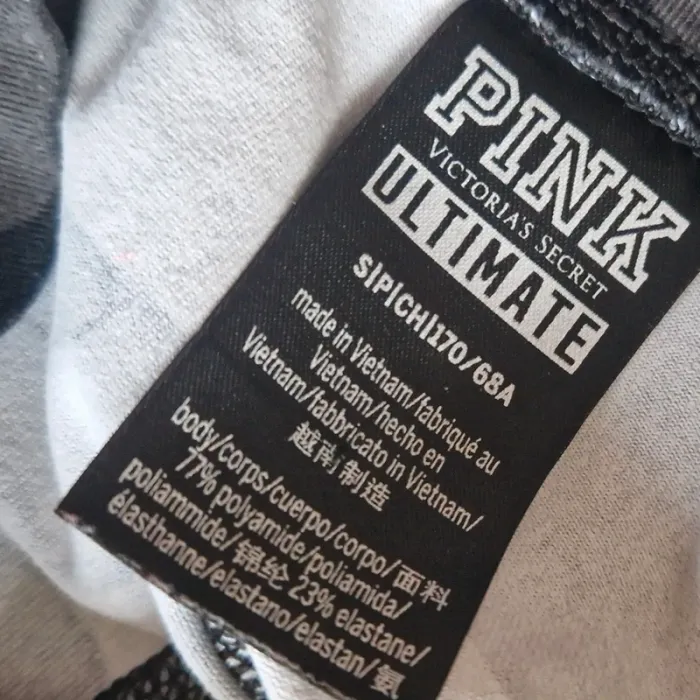 PINK
VICTORIA'S SECRET
ULTIMATE
S|P|CH|170/68A
made in Vietnam/fabriqué au
Vietnam/hecho en
Vietnam/fabbricato in Vietnam/
越南制造
body/corps/cuerpo/corpo/面料
77% polyamide/poliamida/
poliammide/锦纶 23% elastane/
élasthanne/elastano/elastan/氨